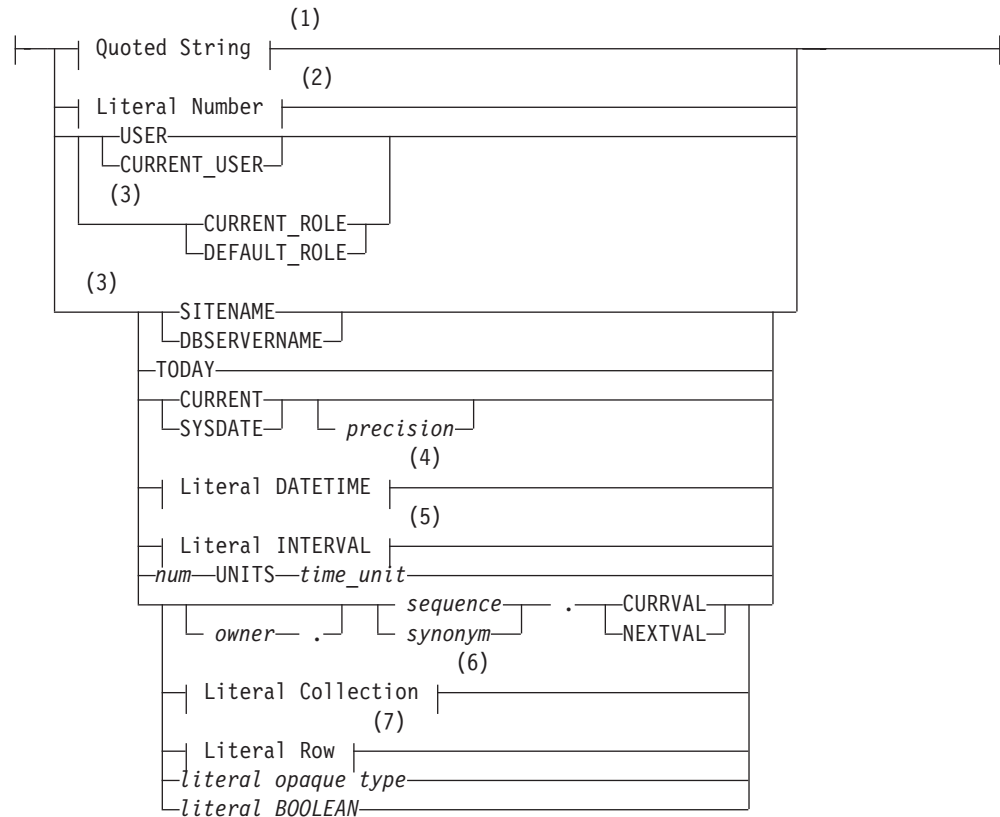 (1)
Quoted String
(2)
Literal Number
USER
CURRENT_USER
(3)
CURRENT_ROLE
DEFAULT_ROLE
(3)
SITENAME
DBSERVERNAME
TODAY
CURRENT
SYSDATE
precision
(4)
Literal DATETIME
(5)
Literal INTERVAL
num UNITS time_unit
sequence . CURRVAL
owner . synonym NEXTVAL
(6)
Literal Collection
(7)
Literal Row
literal opaque type
literal BOOLEAN